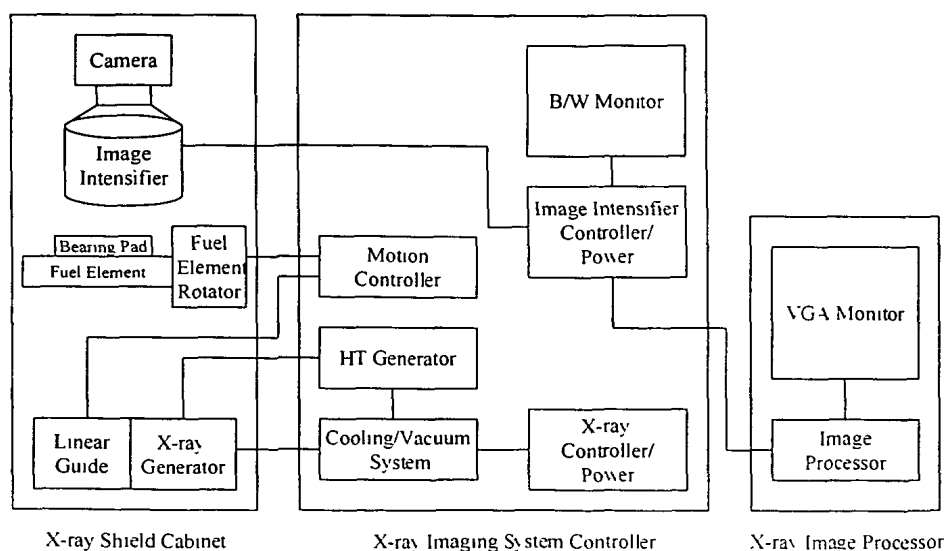 Camera
Image
Intensifier
Bearing Pad
Fuel Element
Fuel
Element
Rotator
Linear
Guide
X-ray
Generator
X-ray Shield Cabinet
B/W Monitor
Image Intensifier
Controller/
Power
Motion
Controller
HT Generator
Cooling/Vacuum
System
X-ray
Controller/
Power
X-ray Imaging System Controller
VGA Monitor
Image
Processor
X-ray Image Processor